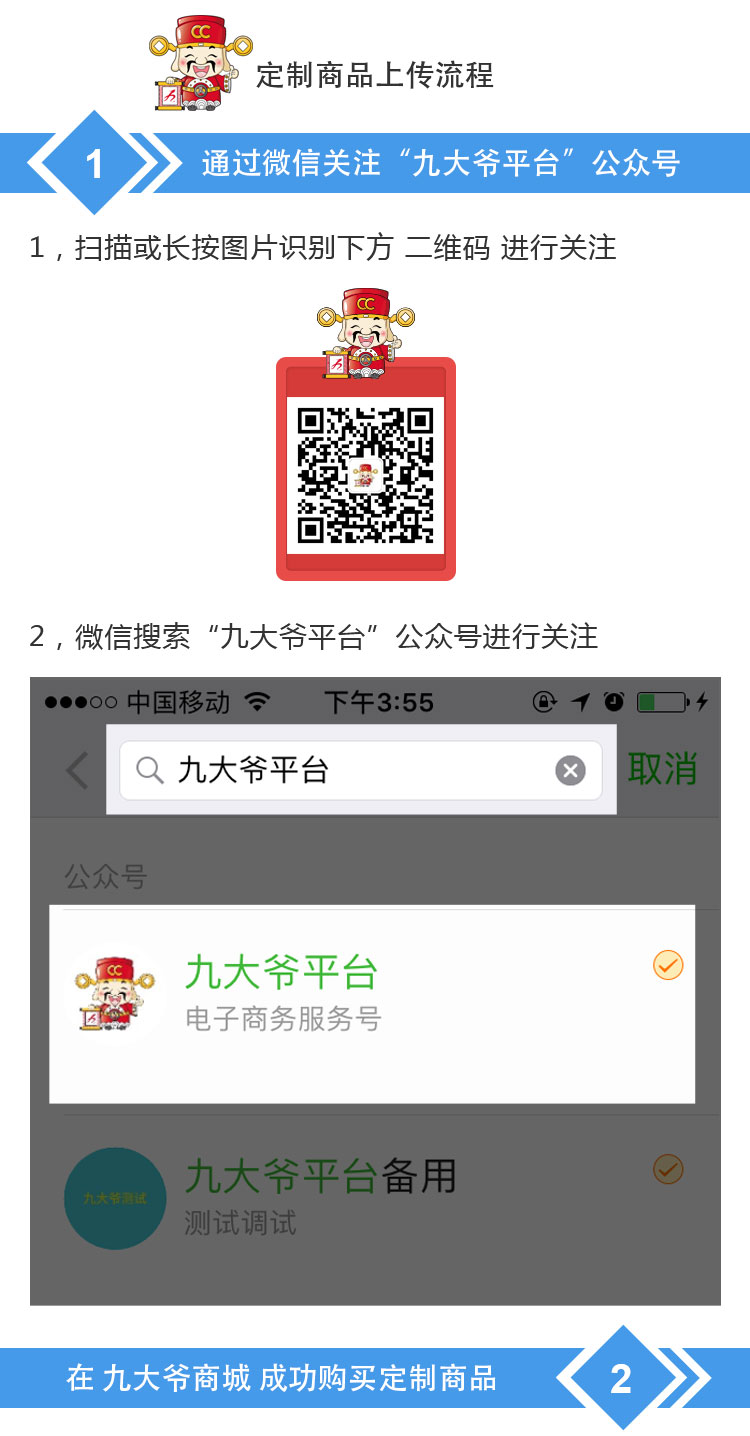 CC
定制商品上传流程
1
通过微信关注“九大爷平台”公众号
1，扫描或长按图片识别下方 二维码 进行关注
CC
2，微信搜索“九大爷平台”公众号进行关注
中国移动 下午3:55
九大爷平台 取消
公众号
CC
九大爷平台
电子商务服务号
九大爷测试
九大爷平台备用
测试调试
在 九大爷商城 成功购买定制商品
2